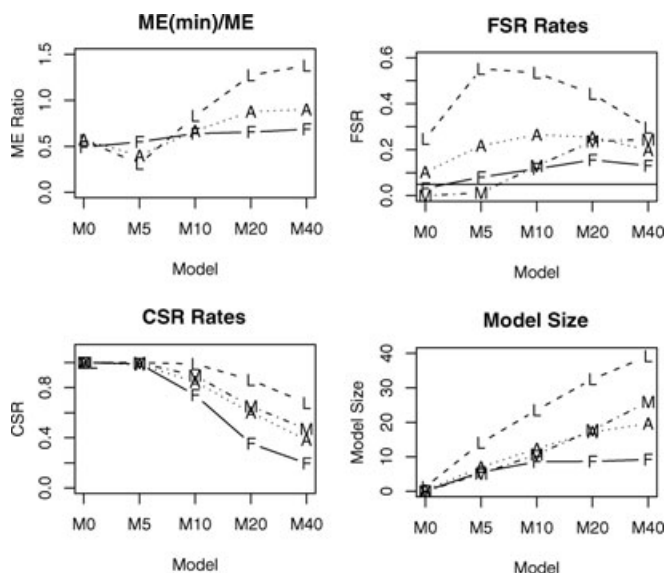 ME(min)/ME
ME Ratio
0.0 0.5 1.0 1.5
L A F
M0 M5 M10 M20 M40
Model
FSR Rates
FSR
0.0 0.2 0.4 0.6
L A F M
M0 M5 M10 M20 M40
Model
CSR Rates
CSR
0.0 0.4 0.8
L M A F
M0 M5 M10 M20 M40
Model
Model Size
Model Size
0 10 20 30 40
L M A F
M0 M5 M10 M20 M40
Model